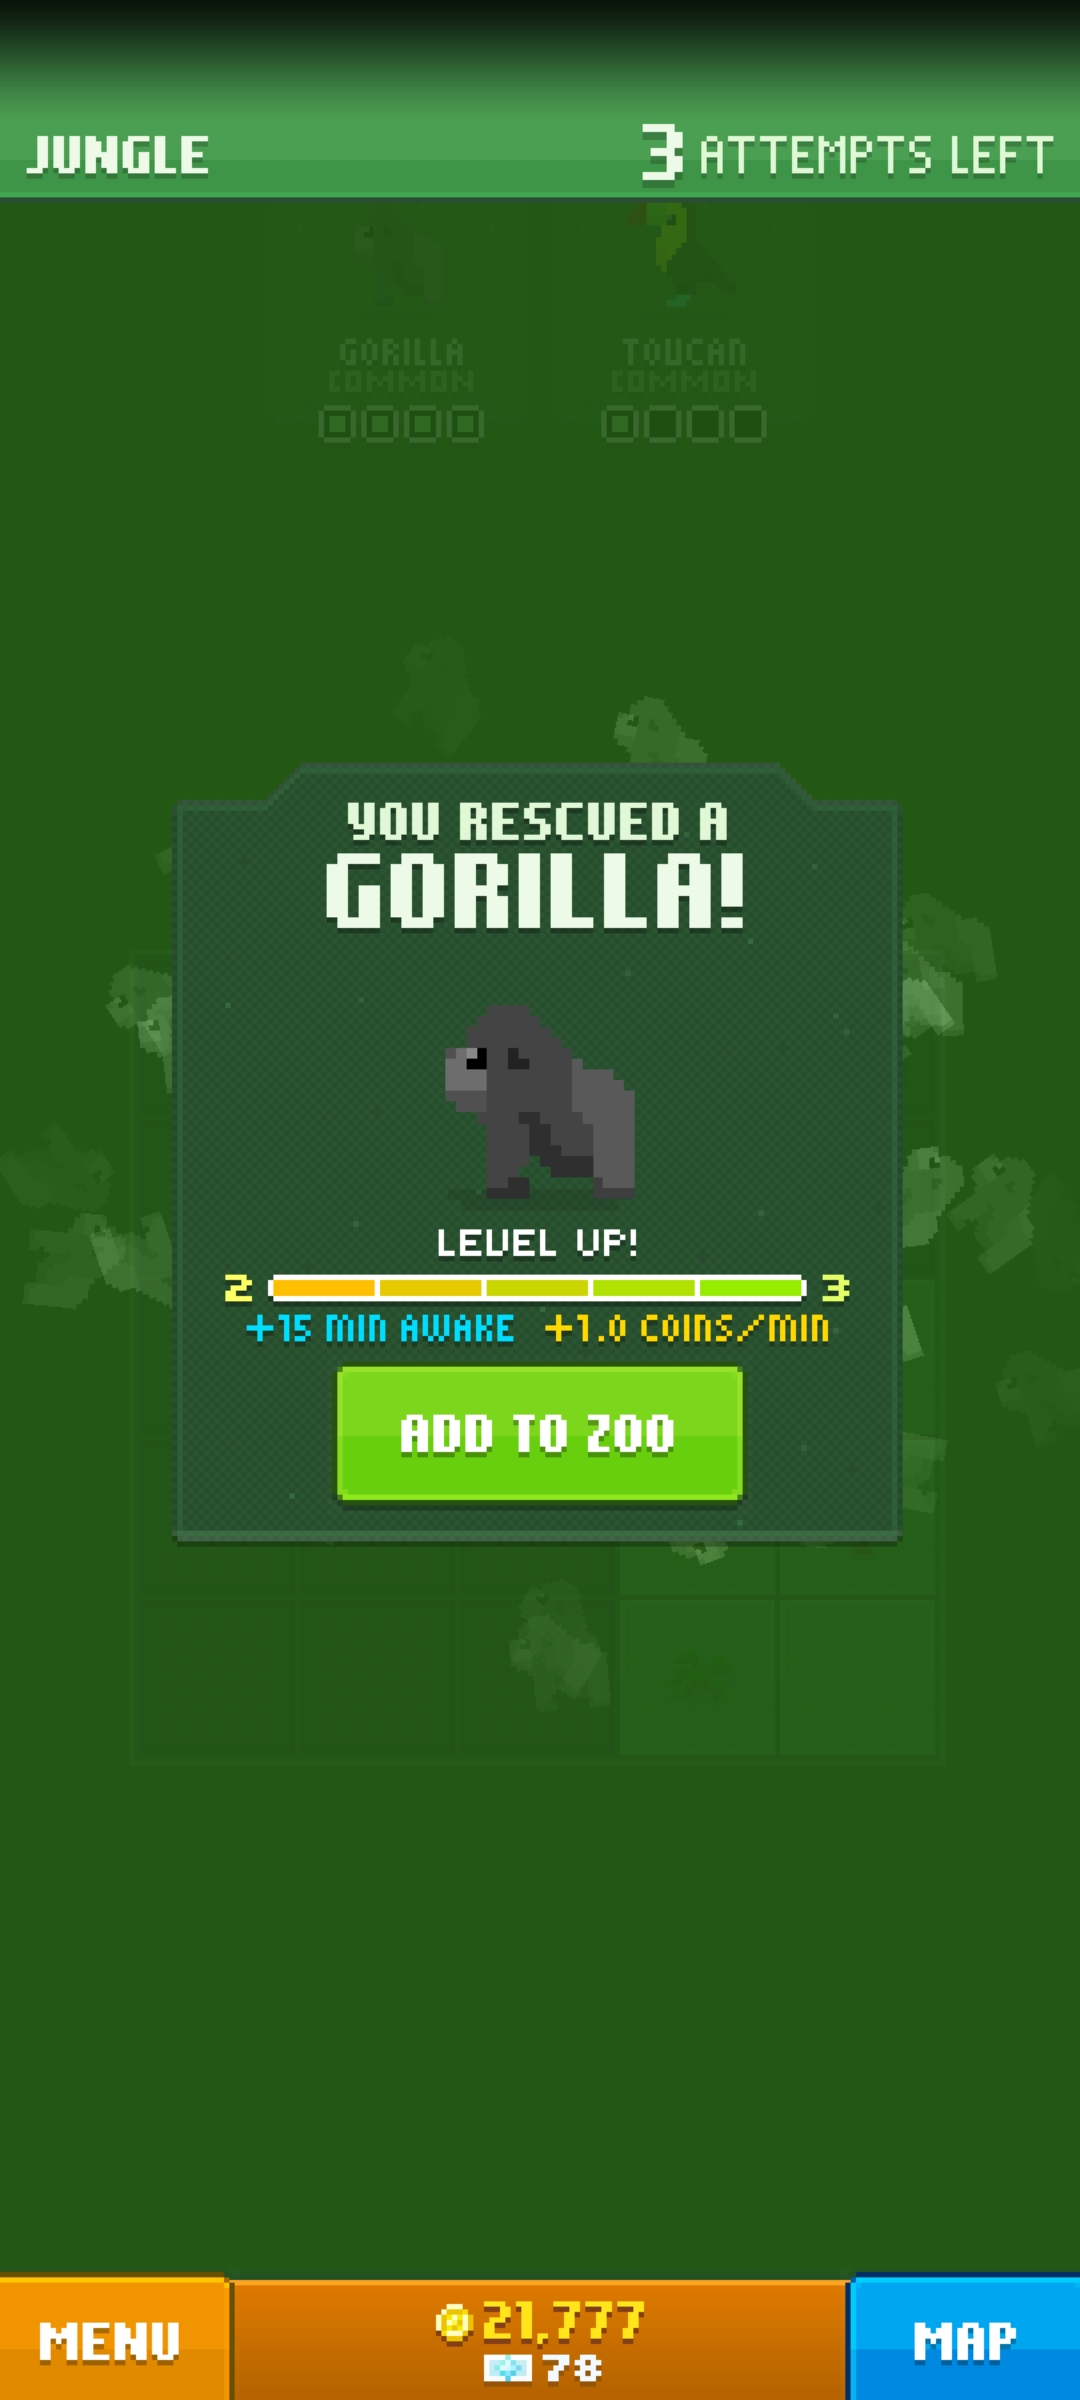 JUNGLE
3 ATTEMPTS LEFT
GORILLA
COMMON
TOUCAN
COMMON
YOU RESCUED A
GORILLA!
LEVEL UP!
2 3
+15 MIN AWAKE +1.0 COINS/MIN
ADD TO ZOO
MENU
21,777
78
MAP